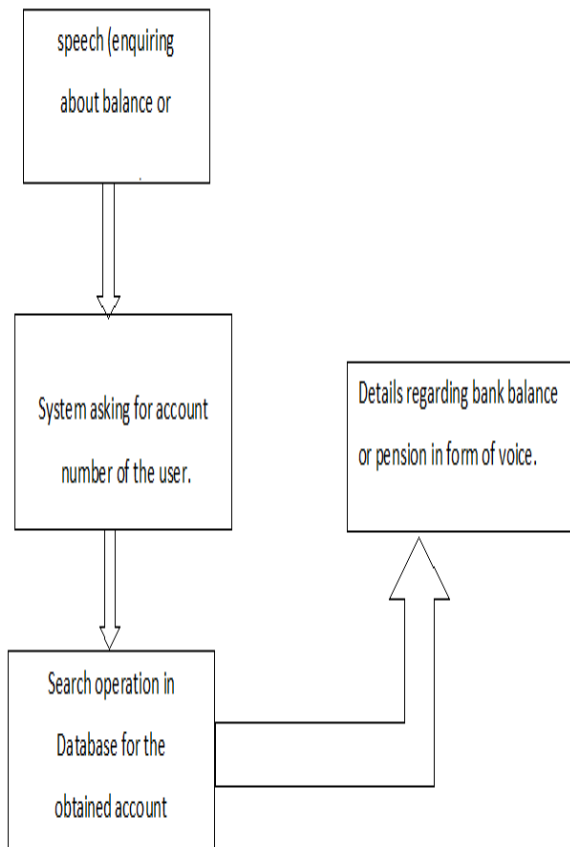 speech (enquiring
about balance or
System asking for account
number of the user.
Details regarding bank balance
or pension in form of voice.
Search operation in
Database for the
obtained account